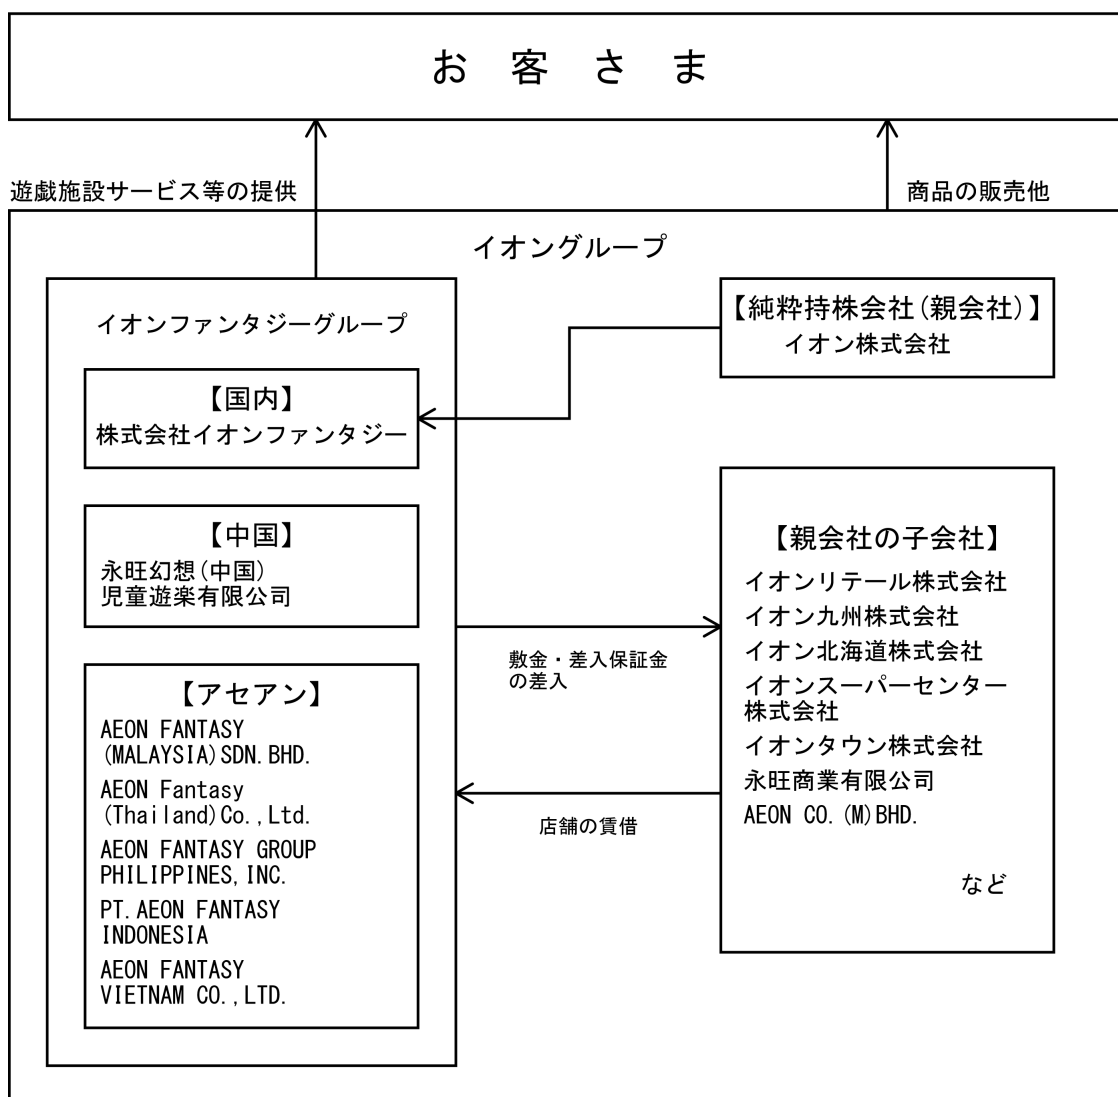 お 客 さ ま
遊戯施設サービス等の提供
商品の販売他
イオングループ
イオンファンタジーグループ
【国内】
株式会社イオンファンタジー
【中国】
永旺幻想(中国)
児童遊楽有限公司
【アセアン】
AEON FANTASY
(MALAYSIA)SDN.BHD.
AEON Fantasy
(Thailand)Co.,Ltd.
AEON FANTASY GROUP
PHILIPPINES,INC.
PT.AEON FANTASY
INDONESIA
AEON FANTASY
VIETNAM CO.,LTD.
敷金・差入保証金
の差入
店舗の賃借
【純粋持株会社(親会社)】
イオン株式会社
【親会社の子会社】
イオンリテール株式会社
イオン九州株式会社
イオン北海道株式会社
イオンスーパーセンター
株式会社
イオンタウン株式会社
永旺商業有限公司
AEON CO.(M)BHD.
など